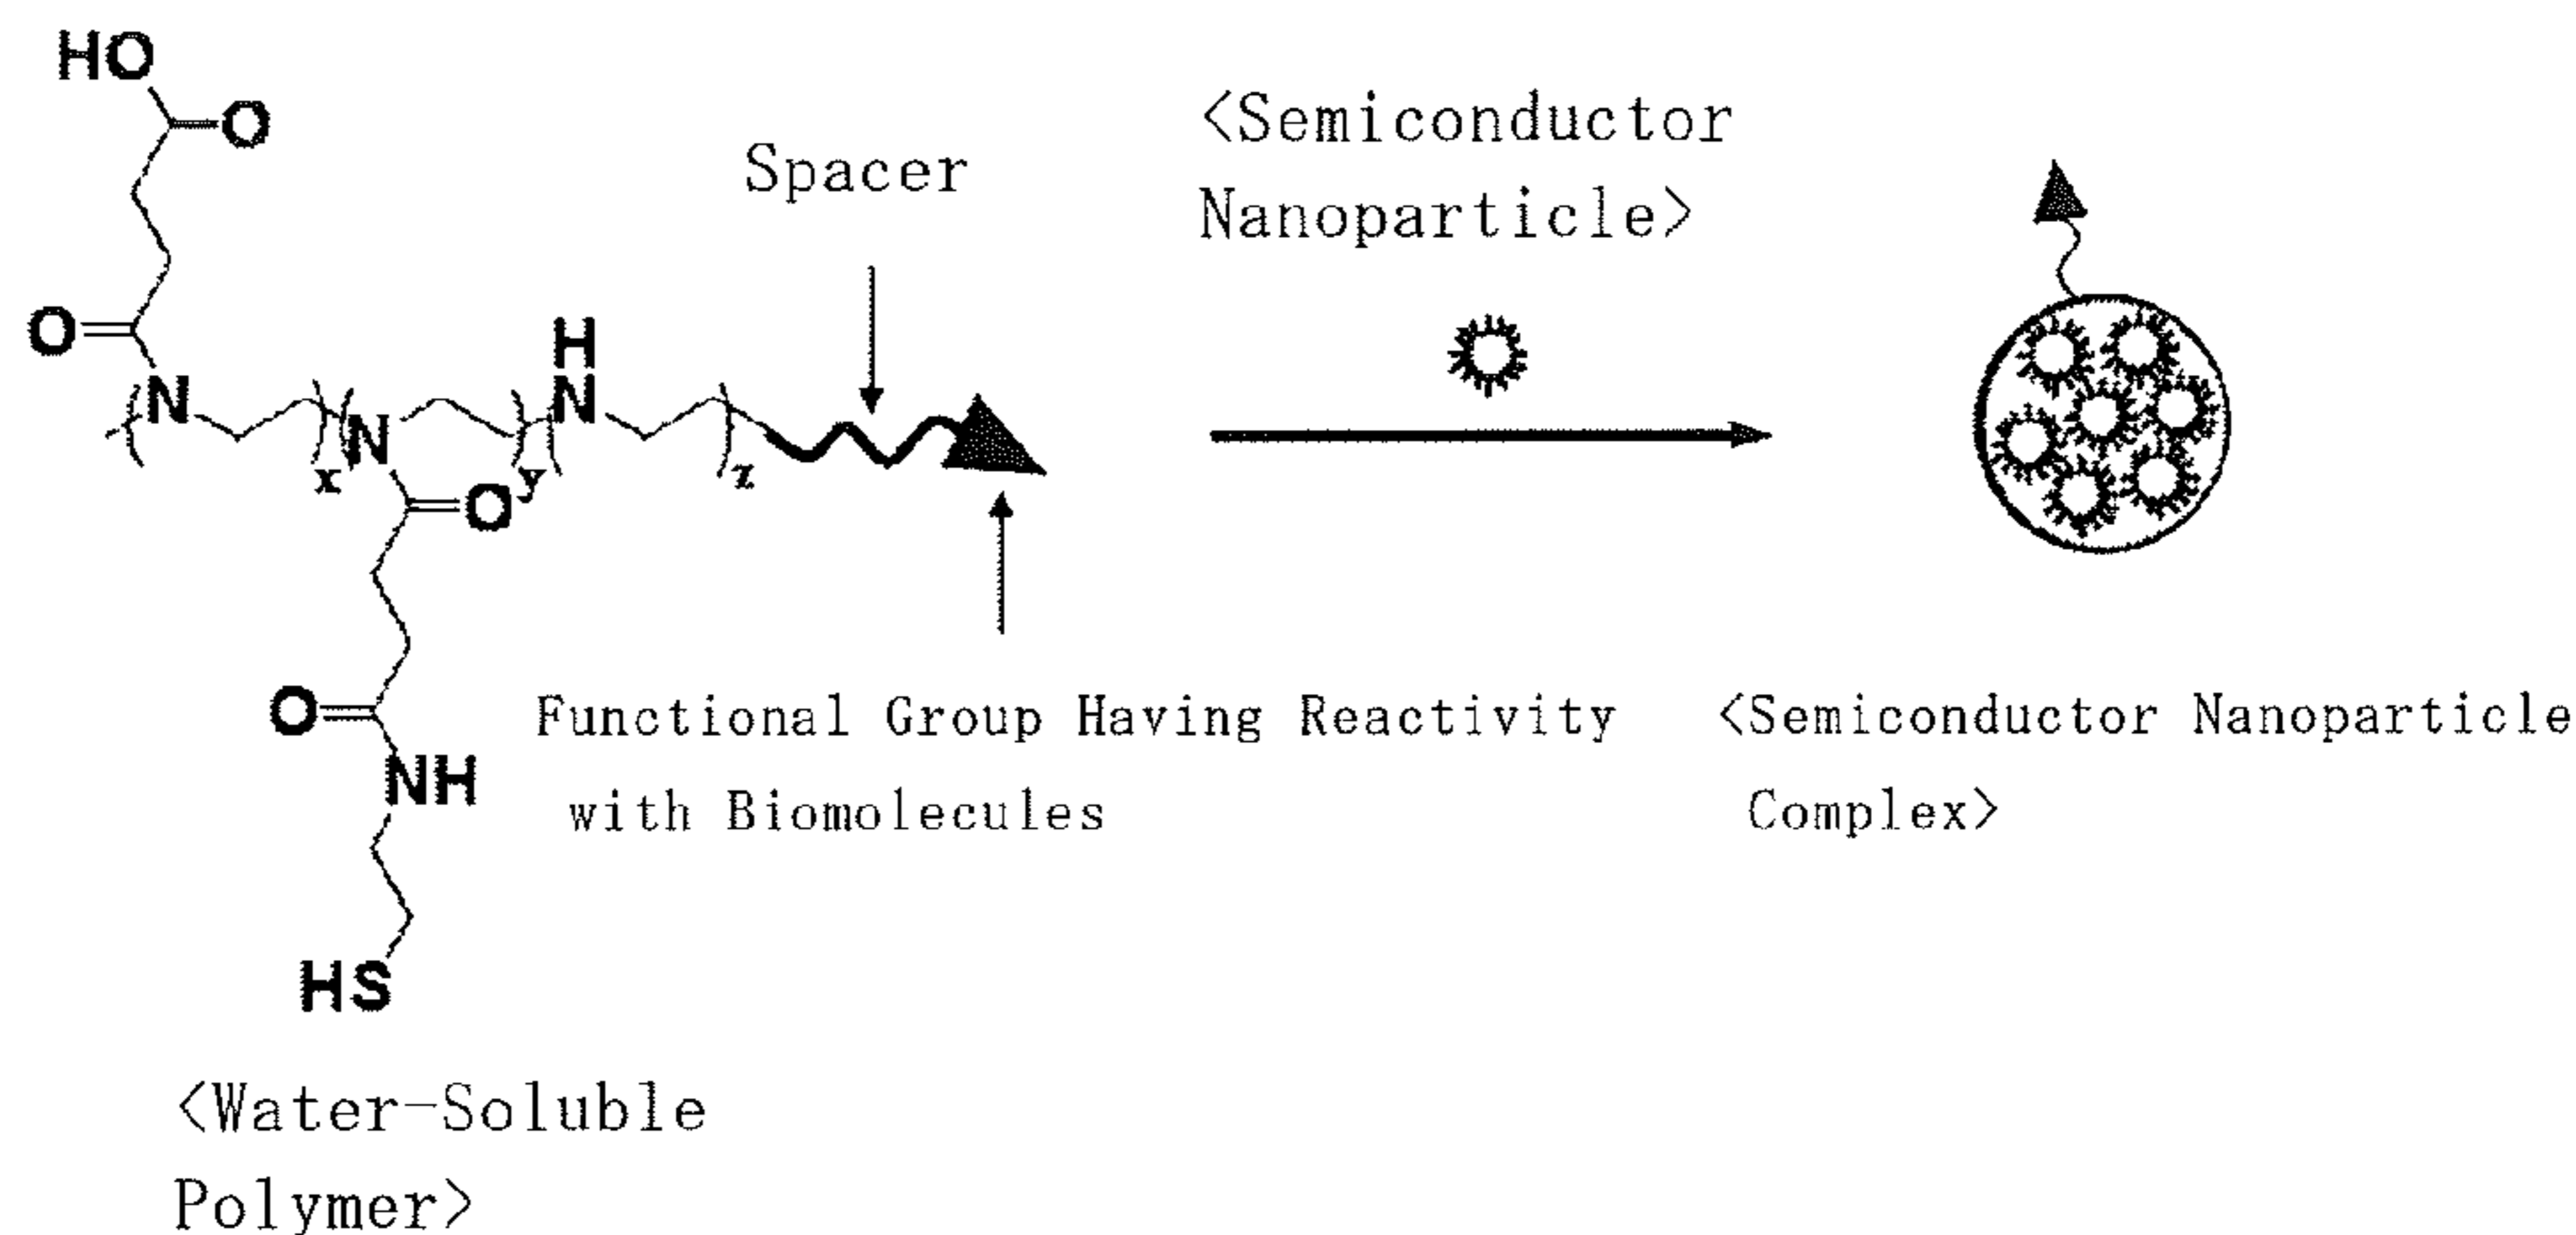 HO
O
Spacer
<Semiconductor
Nanoparticle>
O
H
N
N
N
x
y
z
O
O
NH
HS
Functional Group Having Reactivity
with Biomolecules
<Semiconductor Nanoparticle
Complex>
<Water-Soluble
Polymer>